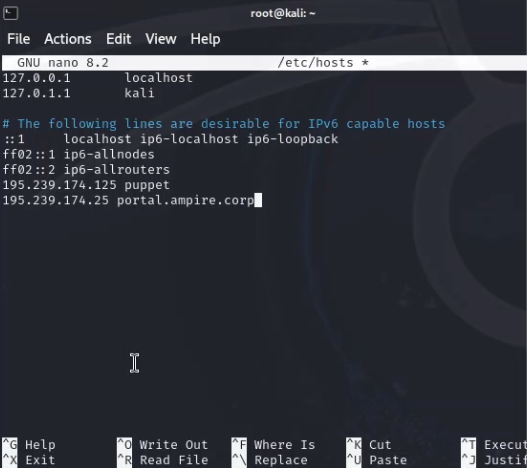 root@kali: ~
File Actions Edit View Help
GNU nano 8.2 /etc/hosts *
127.0.0.1 localhost
127.0.1.1 kali
# The following lines are desirable for IPv6 capable hosts
::1 localhost ip6-localhost ip6-loopback
ff02::1 ip6-allnodes
ff02::2 ip6-allrouters
195.239.174.125 puppet
195.239.174.25 portal.ampire.corp
^G Help ^O Write Out ^F Where Is ^K Cut ^T Execut
^X Exit ^R Read File ^\ Replace ^U Paste ^J Justif